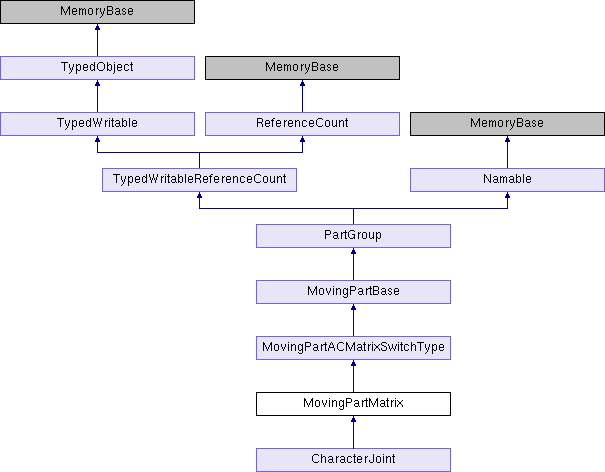 MemoryBase
TypedObject
MemoryBase
TypedWritable
ReferenceCount
MemoryBase
TypedWritableReferenceCount
Namable
PartGroup
MovingPartBase
MovingPartACMatrixSwitchType
MovingPartMatrix
CharacterJoint